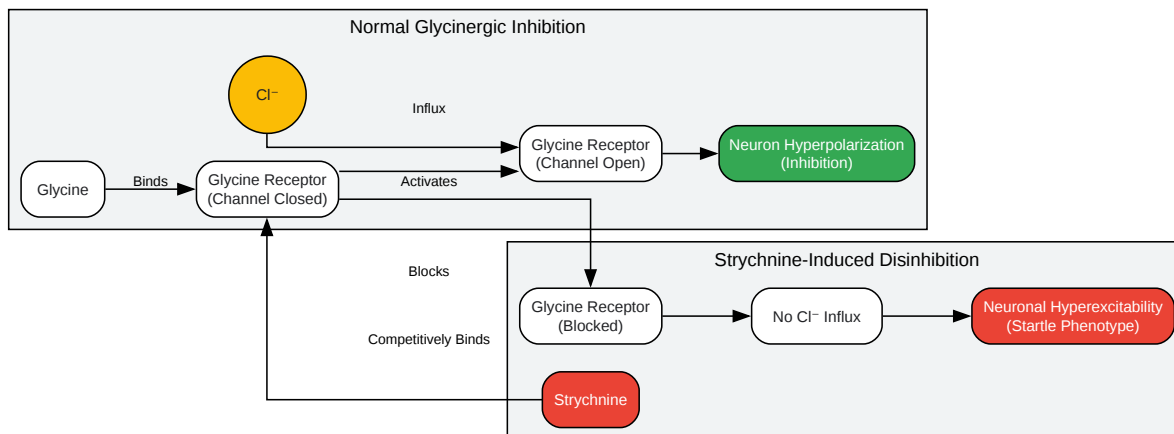 Normal Glycinergic Inhibition
Cl⁻
Influx
Glycine Receptor
(Channel Open)
Neuron Hyperpolarization
(Inhibition)
Glycine
Binds
Glycine Receptor
(Channel Closed)
Activates
Blocks
Strychnine-Induced Disinhibition
Glycine Receptor
(Blocked)
No Cl⁻ Influx
Neuronal Hyperexcitability
(Startle Phenotype)
Competitively Binds
Strychnine